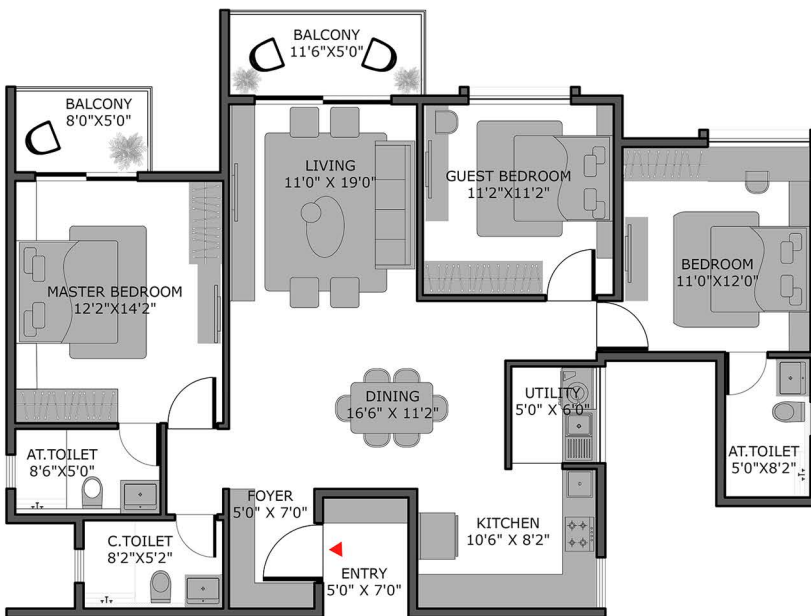 BALCONY
11'6"X5'0"
BALCONY
8'0"X5'0"
LIVING
11'0" X 19'0"
GUEST BEDROOM
11'2"X11'2"
BEDROOM
11'0"X12'0"
MASTER BEDROOM
12'2"X14'2"
DINING
16'6" X 11'2"
UTILITY
5'0" X 6'0"
AT.TOILET
8'6"X5'0"
AT.TOILET
5'0"X8'2"
FOYER
5'0" X 7'0"
KITCHEN
10'6" X 8'2"
C.TOILET
8'2"X5'2"
ENTRY
5'0" X 7'0"